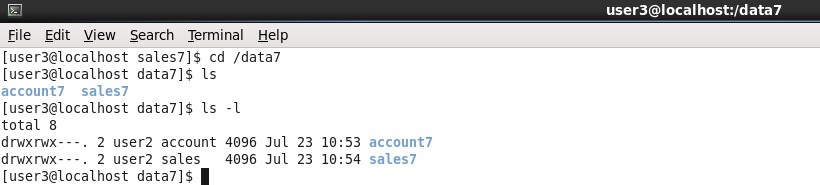 user3@localhost:/data7
File Edit View Search Terminal Help
[user3@localhost sales7]$ cd /data7
[user3@localhost data7]$ ls
account7  sales7
[user3@localhost data7]$ ls -l
total 8
drwxrwx---. 2 user2 account 4096 Jul 23 10:53 account7
drwxrwx---. 2 user2 sales   4096 Jul 23 10:54 sales7
[user3@localhost data7]$